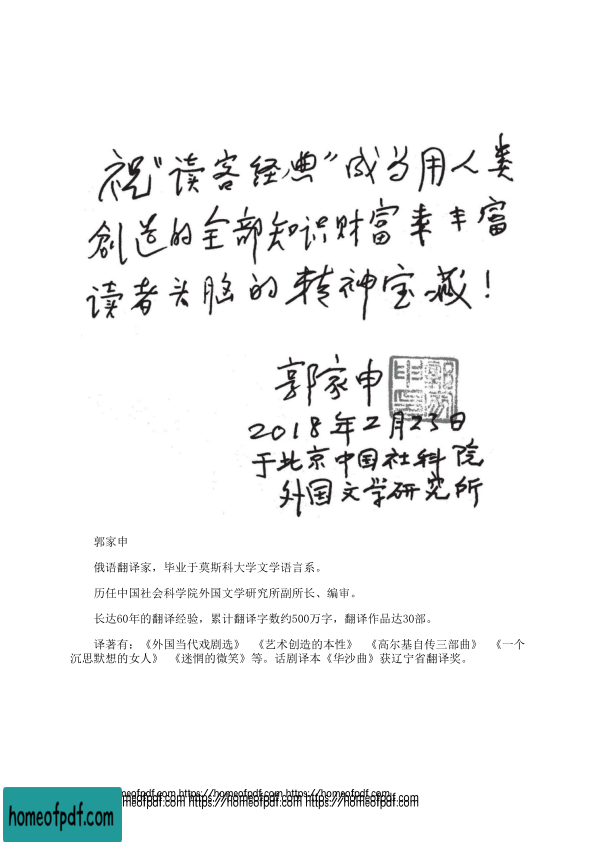 祝“读客经典”成为用人类
創造的全部知识财富来丰富
读者头脑的精神宝藏！
郭家申
2018年2月23日
于北京中国社科院
外国文学研究所
郭家申
俄语翻译家，毕业于莫斯科大学文学语言系。
历任中国社会科学院外国文学研究所副所长、编审。
长达60年的翻译经验，累计翻译字数约500万字，翻译作品达30部。
译著有：《外国当代戏剧选》 《艺术创造的本性》 《高尔基自传三部曲》 《一个
沉思默想的女人》 《迷惘的微笑》等。话剧译本《华沙曲》获辽宁省翻译奖。
homeofpdf.com https://homeofpdf.com https://homeofpdf.com
homeofpdf.com https://homeofpdf.com https://homeofpdf.com
homeofpdf.com